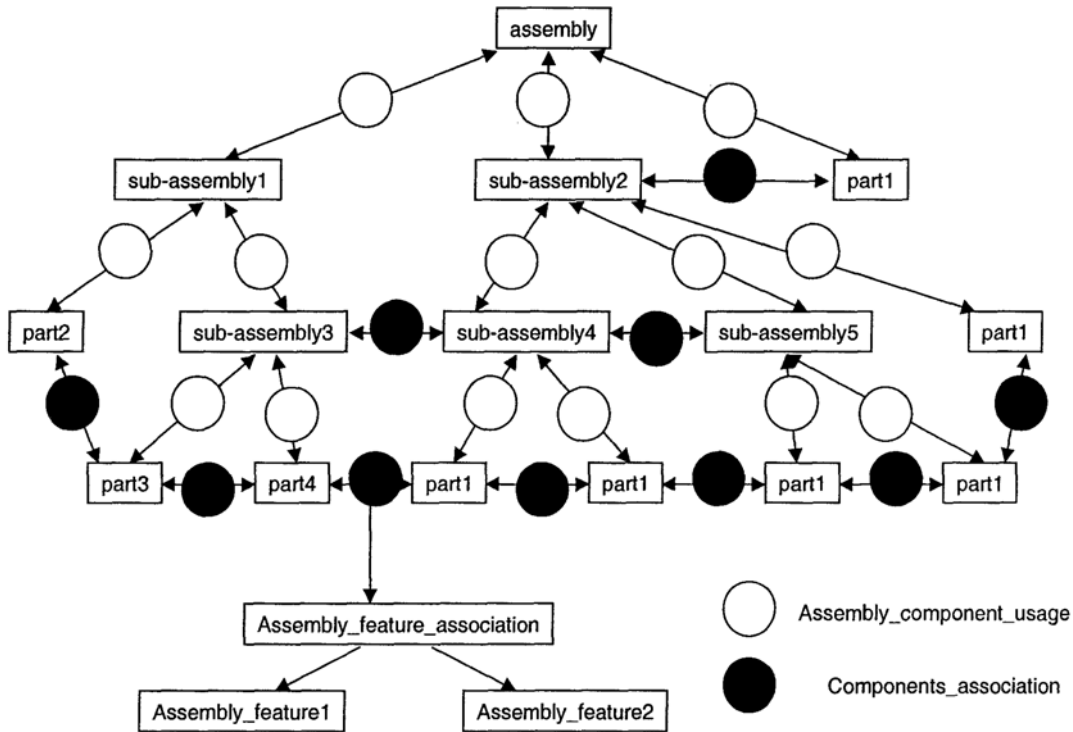 assembly
sub-assembly1
sub-assembly2
part1
part2
sub-assembly3
sub-assembly4
sub-assembly5
part1
part3
part4
part1
part1
part1
part1
Assembly_feature_association
Assembly_component_usage
Components_association
Assembly_feature1
Assembly_feature2